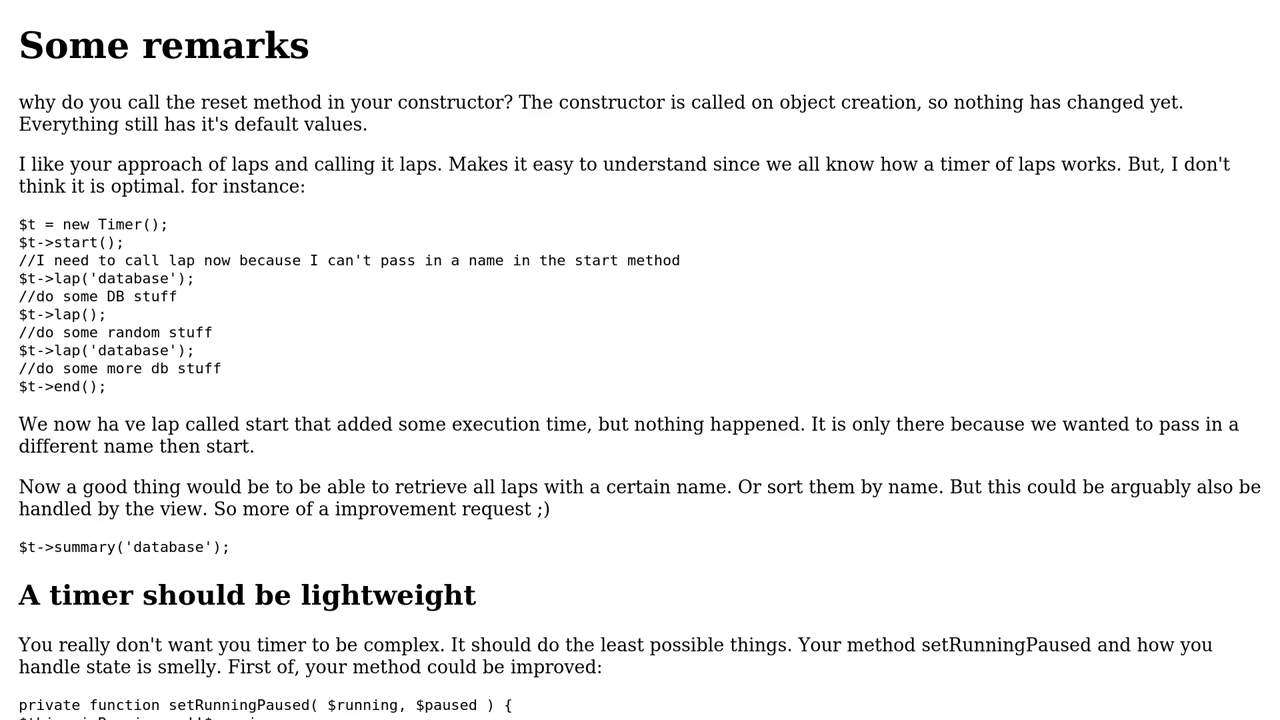 Some remarks
why do you call the reset method in your constructor? The constructor is called on object creation, so nothing has changed yet.
Everything still has it's default values.
I like your approach of laps and calling it laps. Makes it easy to understand since we all know how a timer of laps works. But, I don't
think it is optimal. for instance:
$t = new Timer();
$t->start();
//I need to call lap now because I can't pass in a name in the start method
$t->lap('database');
//do some DB stuff
$t->lap();
//do some random stuff
$t->lap('database');
//do some more db stuff
$t->end();
We now ha ve lap called start that added some execution time, but nothing happened. It is only there because we wanted to pass in a
different name then start.
Now a good thing would be to be able to retrieve all laps with a certain name. Or sort them by name. But this could be arguably also be
handled by the view. So more of a improvement request ;)
$t->summary('database');
A timer should be lightweight
You really don't want you timer to be complex. It should do the least possible things. Your method setRunningPaused and how you
handle state is smelly. First of, your method could be improved:
private function setRunningPaused( $running, $paused ) {